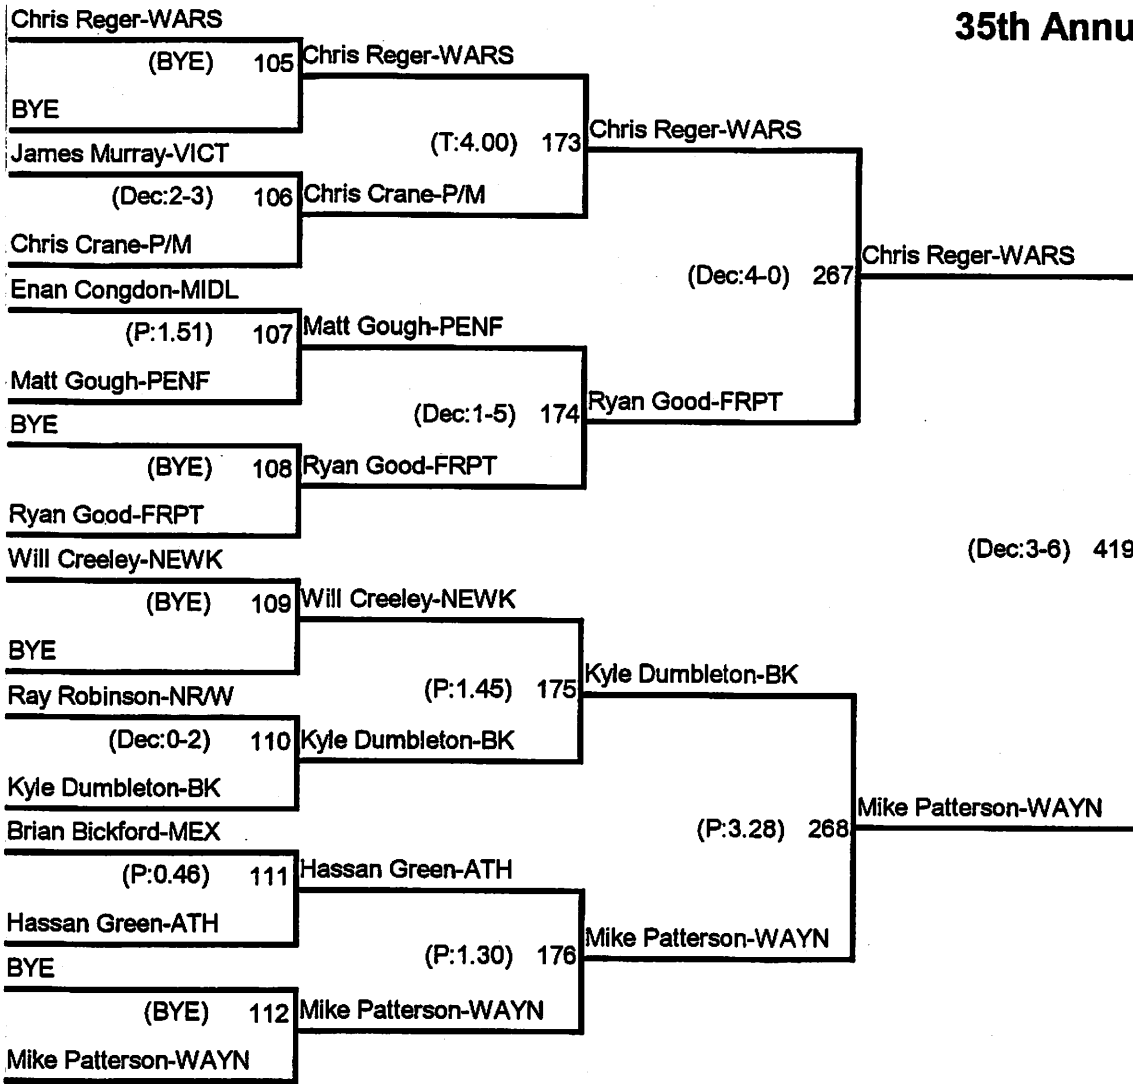 Chris Reger-WARS
35th Annu
(BYE) 105 Chris Reger-WARS
BYE
(T:4.00) 173 Chris Reger-WARS
James Murray-VICT
(Dec:2-3) 106 Chris Crane-P/M
Chris Crane-P/M
(Dec:4-0) 267 Chris Reger-WARS
Enan Congdon-MIDL
(P:1.51) 107 Matt Gough-PENF
Matt Gough-PENF
(Dec:1-5) 174 Ryan Good-FRPT
BYE
(BYE) 108 Ryan Good-FRPT
Ryan Good-FRPT
(Dec:3-6) 419
Will Creeley-NEWK
(BYE) 109 Will Creeley-NEWK
BYE
(P:1.45) 175 Kyle Dumbleton-BK
Ray Robinson-NR/W
(Dec:0-2) 110 Kyle Dumbleton-BK
Kyle Dumbleton-BK
(P:3.28) 268 Mike Patterson-WAYN
Brian Bickford-MEX
(P:0.46) 111 Hassan Green-ATH
Hassan Green-ATH
(P:1.30) 176 Mike Patterson-WAYN
BYE
(BYE) 112 Mike Patterson-WAYN
Mike Patterson-WAYN